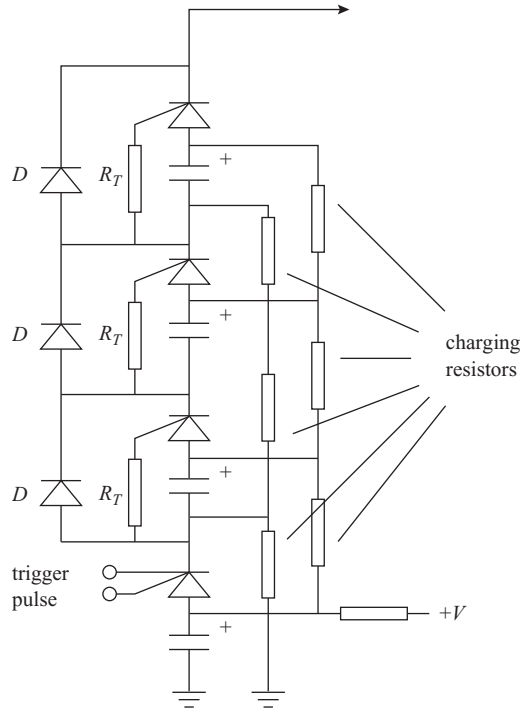 +
D
R_T
+
D
R_T
charging
resistors
+
D
R_T
trigger
pulse
+
+V